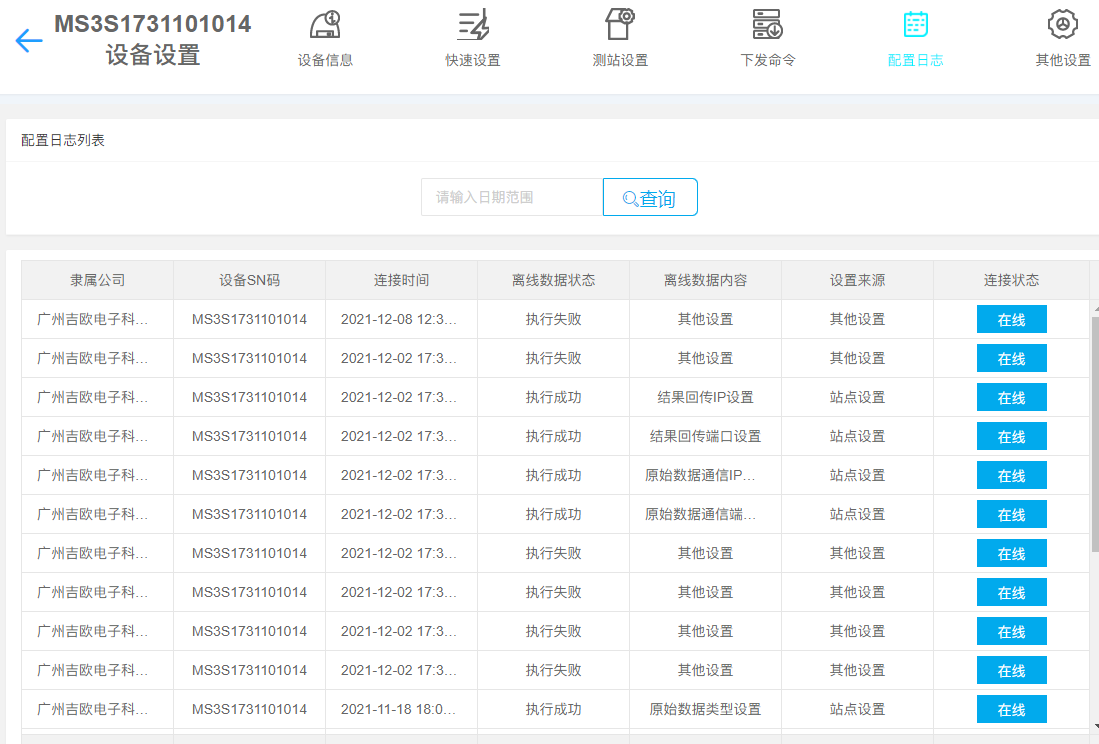 MS3S1731101014
设备设置
设备信息 快速设置 测站设置 下发命令 配置日志 其他设置
配置日志列表
请输入日期范围 查询
隶属公司 设备SN码 连接时间 离线数据状态 离线数据内容 设置来源 连接状态
广州吉欧电子科... MS3S1731101014 2021-12-08 12:3... 执行失败 其他设置 其他设置 在线
广州吉欧电子科... MS3S1731101014 2021-12-02 17:3... 执行失败 其他设置 其他设置 在线
广州吉欧电子科... MS3S1731101014 2021-12-02 17:3... 执行成功 结果回传IP设置 站点设置 在线
广州吉欧电子科... MS3S1731101014 2021-12-02 17:3... 执行成功 结果回传端口设置 站点设置 在线
广州吉欧电子科... MS3S1731101014 2021-12-02 17:3... 执行成功 原始数据通信IP... 站点设置 在线
广州吉欧电子科... MS3S1731101014 2021-12-02 17:3... 执行成功 原始数据通信端... 站点设置 在线
广州吉欧电子科... MS3S1731101014 2021-12-02 17:3... 执行失败 其他设置 其他设置 在线
广州吉欧电子科... MS3S1731101014 2021-12-02 17:3... 执行失败 其他设置 其他设置 在线
广州吉欧电子科... MS3S1731101014 2021-12-02 17:3... 执行失败 其他设置 其他设置 在线
广州吉欧电子科... MS3S1731101014 2021-12-02 17:3... 执行失败 其他设置 其他设置 在线
广州吉欧电子科... MS3S1731101014 2021-11-18 18:0... 执行成功 原始数据类型设置 站点设置 在线